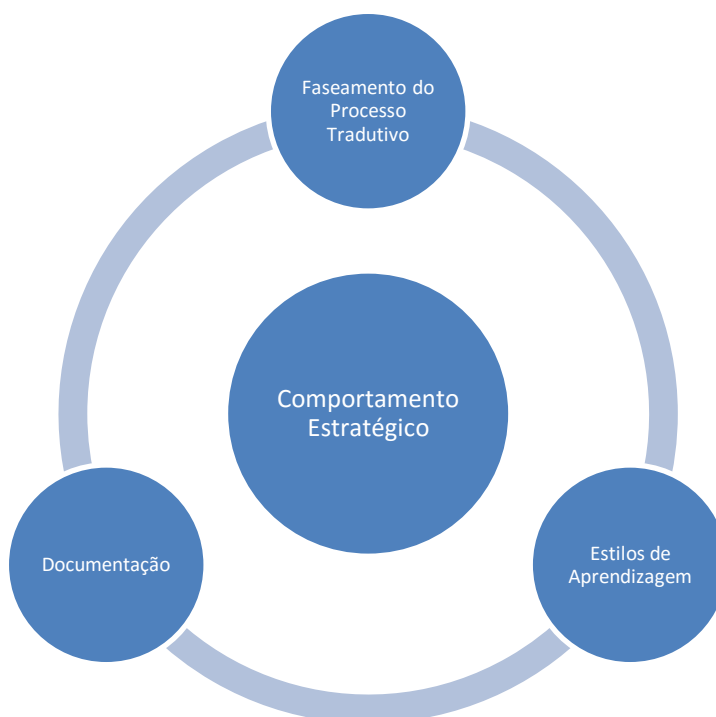 Faseamento do
Processo
Tradutivo
Comportamento
Estratégico
Documentação
Estilos de
Aprendizagem